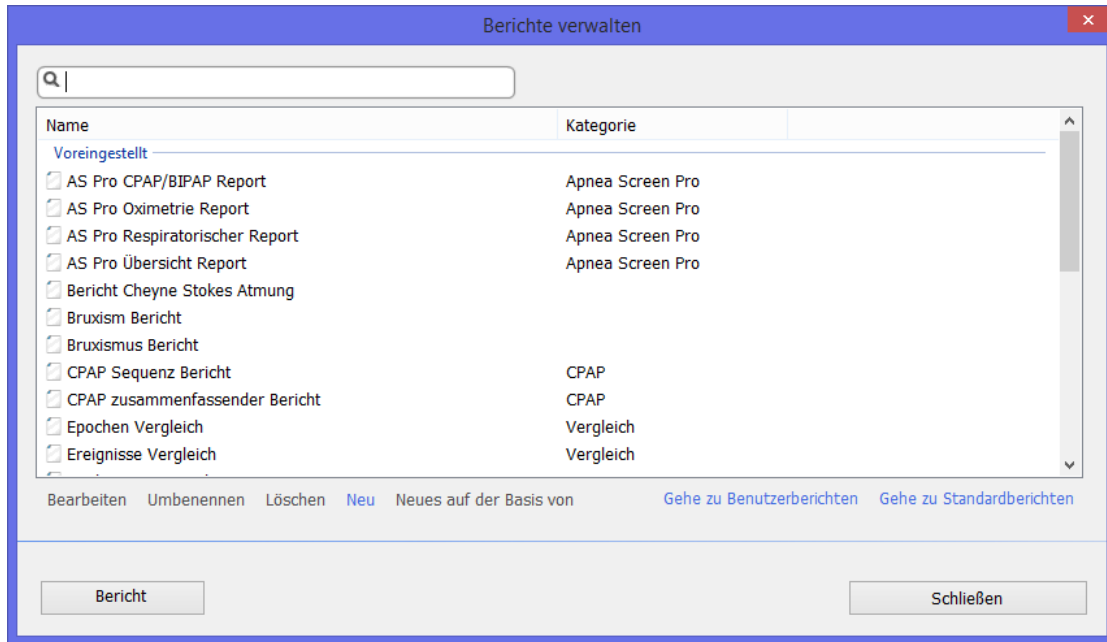 Berichte verwalten
Name Kategorie
Voreingestellt
AS Pro CPAP/BIPAP Report Apnea Screen Pro
AS Pro Oximetrie Report Apnea Screen Pro
AS Pro Respiratorischer Report Apnea Screen Pro
AS Pro Übersicht Report Apnea Screen Pro
Bericht Cheyne Stokes Atmung
Bruxism Bericht
Bruxismus Bericht
CPAP Sequenz Bericht CPAP
CPAP zusammenfassender Bericht CPAP
Epochen Vergleich Vergleich
Ereignisse Vergleich Vergleich
Bearbeiten Umbenennen Löschen Neu Neues auf der Basis von Gehe zu Benutzerberichten Gehe zu Standardberichten
Bericht Schließen